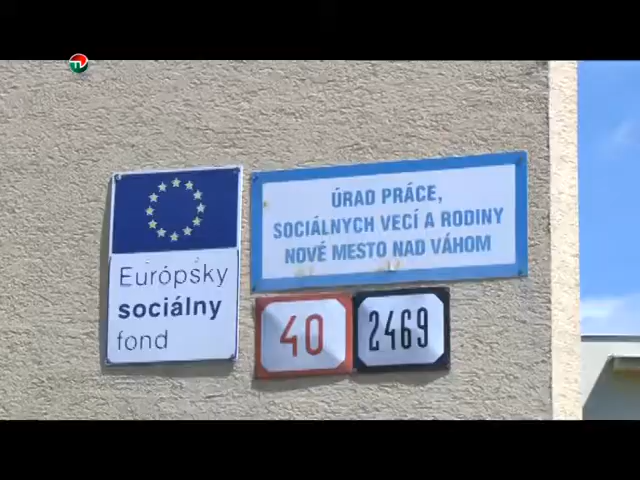 Európsky
sociálny
fond
ÚRAD PRÁCE,
SOCIÁLNYCH VECÍ A RODINY
NOVÉ MESTO NAD VÁHOM
40
2469